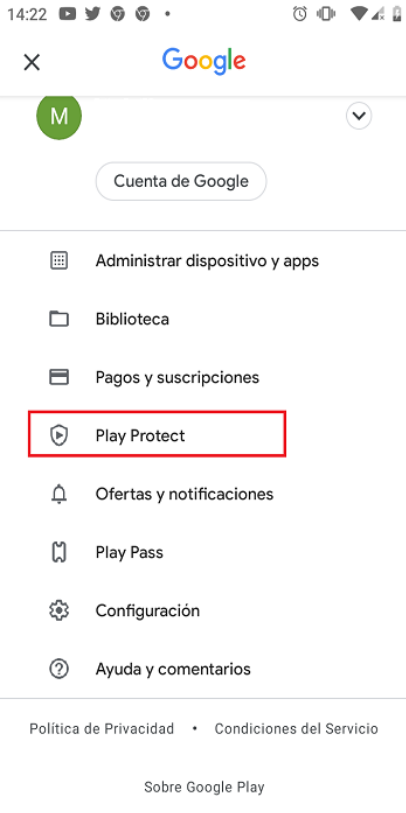 14:22
Google
M
Cuenta de Google
Administrar dispositivo y apps
Biblioteca
Pagos y suscripciones
Play Protect
Ofertas y notificaciones
Play Pass
Configuración
Ayuda y comentarios
Política de Privacidad • Condiciones del Servicio
Sobre Google Play